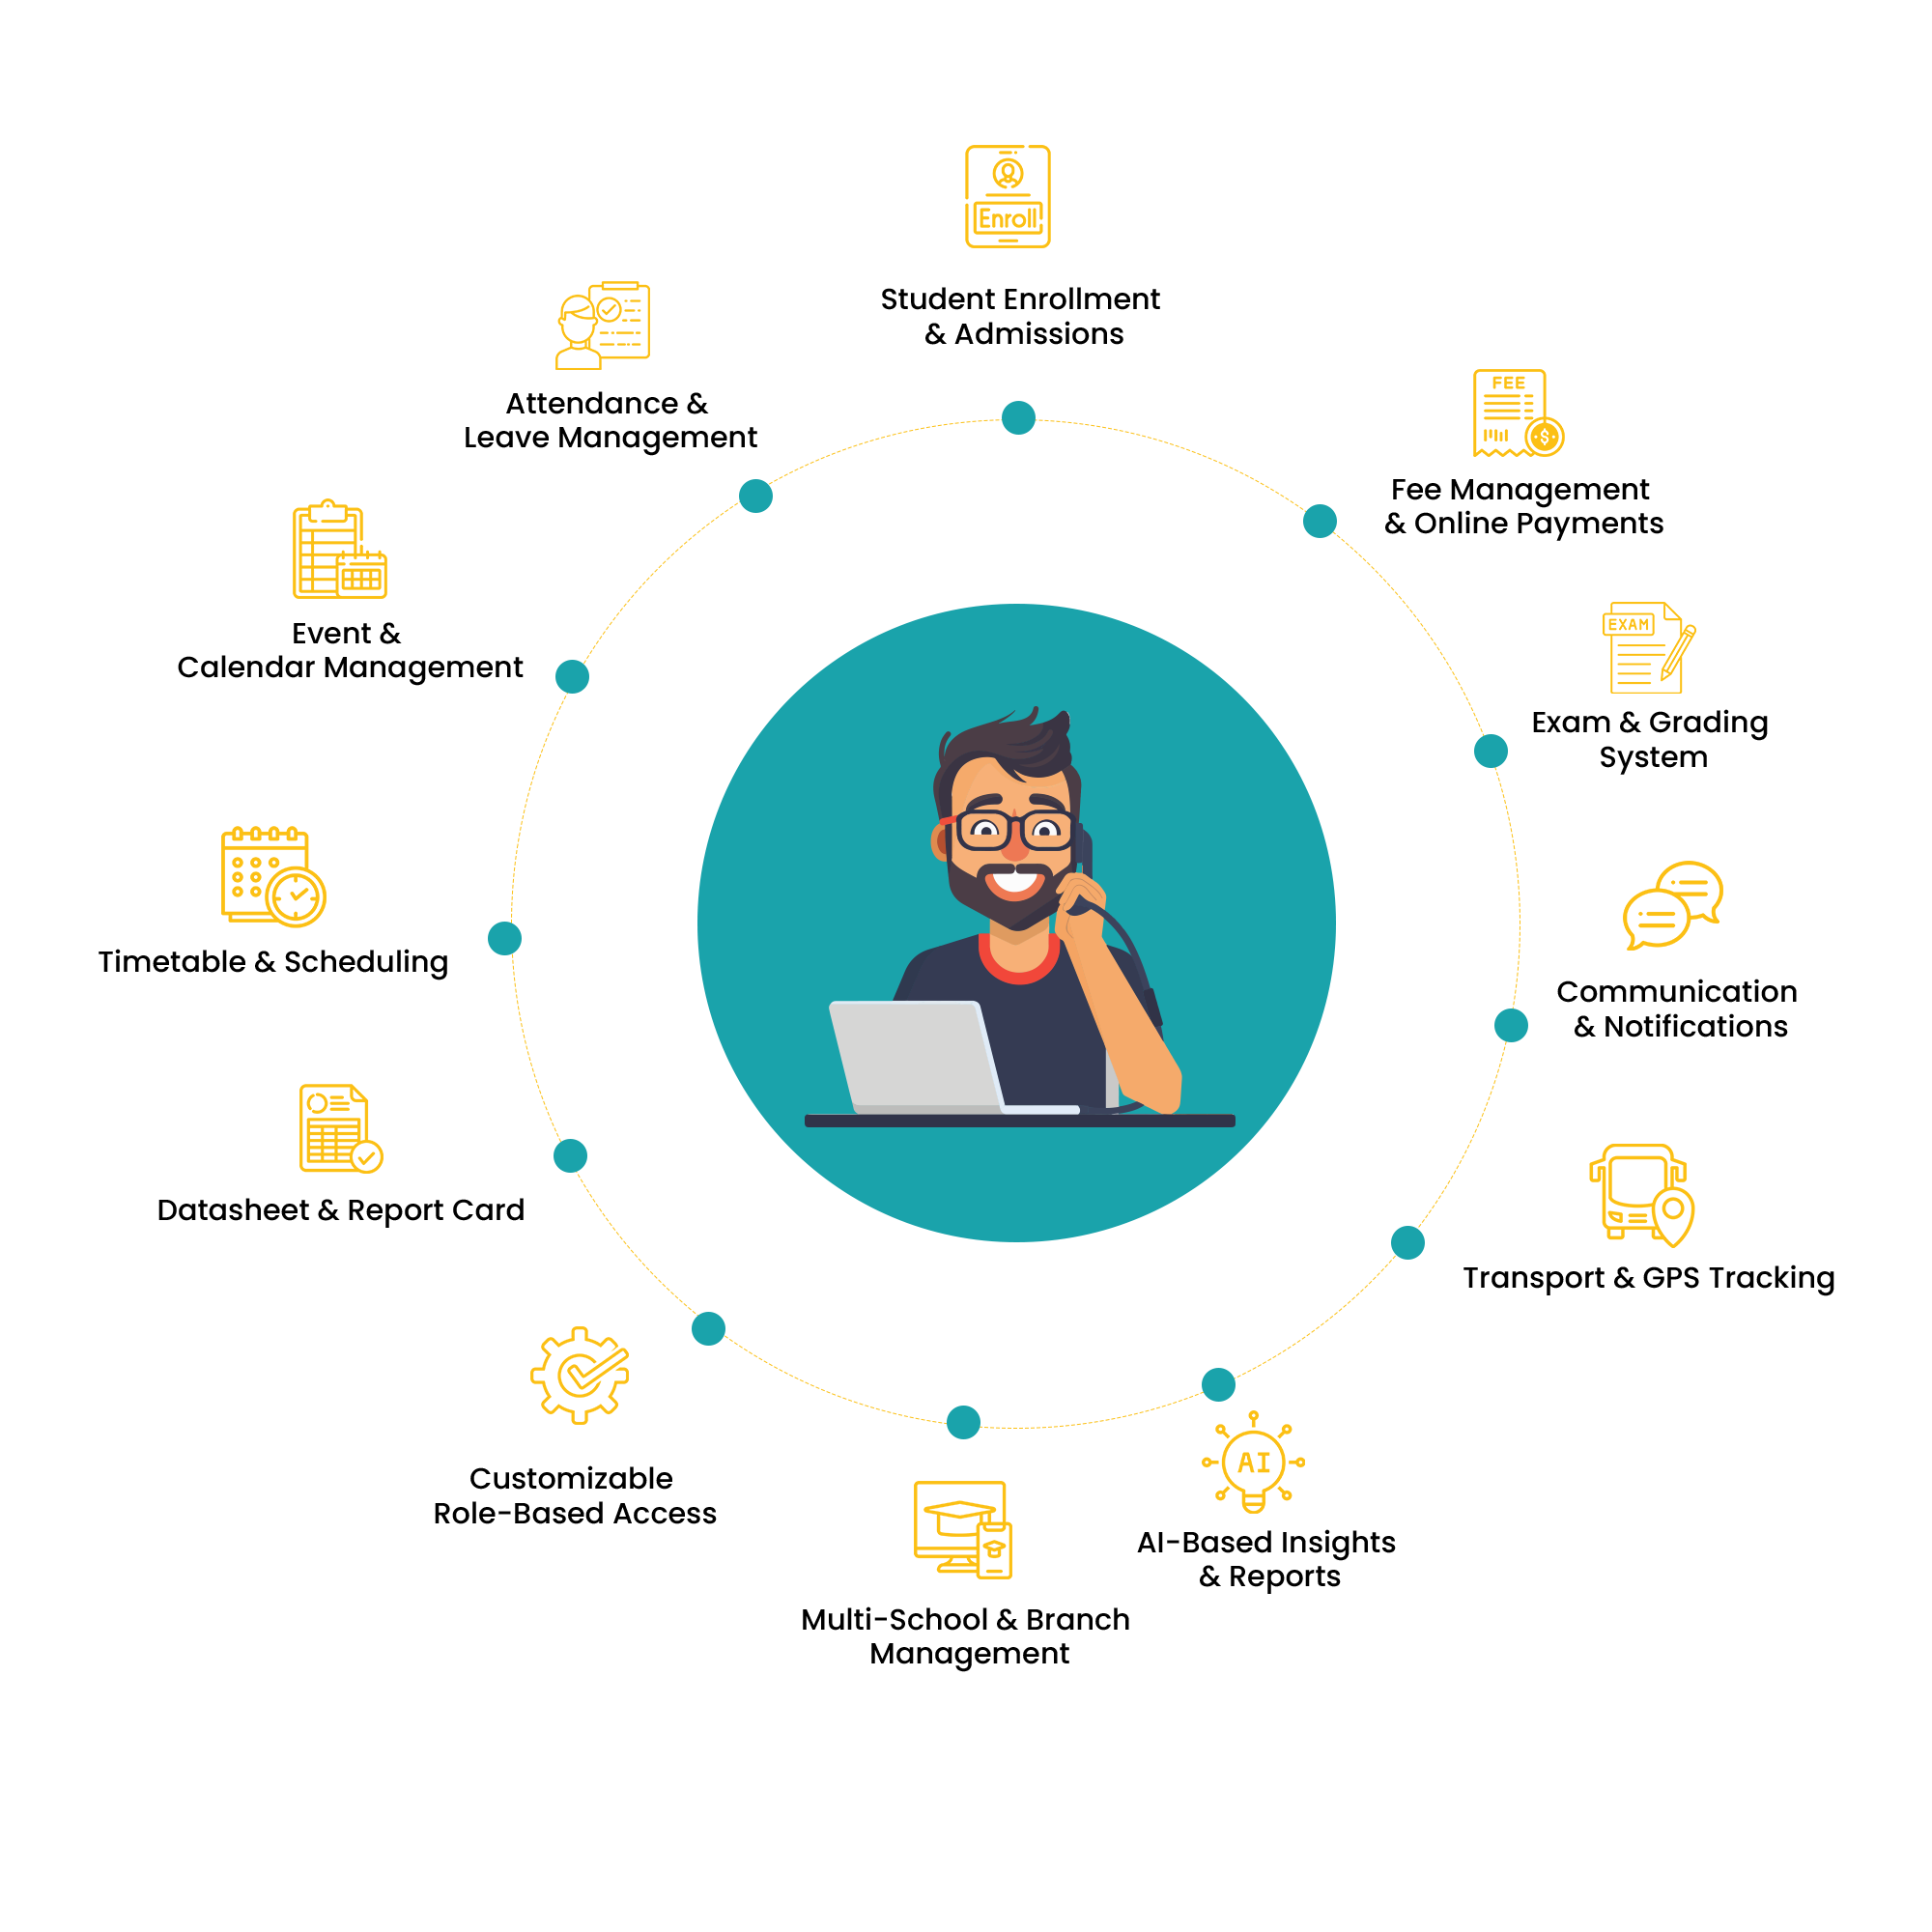 Enroll
Student Enrollment
& Admissions
FEE
$
Fee Management
& Online Payments
EXAM
Exam & Grading
System
Communication
& Notifications
Transport & GPS Tracking
AI
AI-Based Insights
& Reports
Multi-School & Branch
Management
Customizable
Role-Based Access
Datasheet & Report Card
Timetable & Scheduling
Event &
Calendar Management
Attendance &
Leave Management